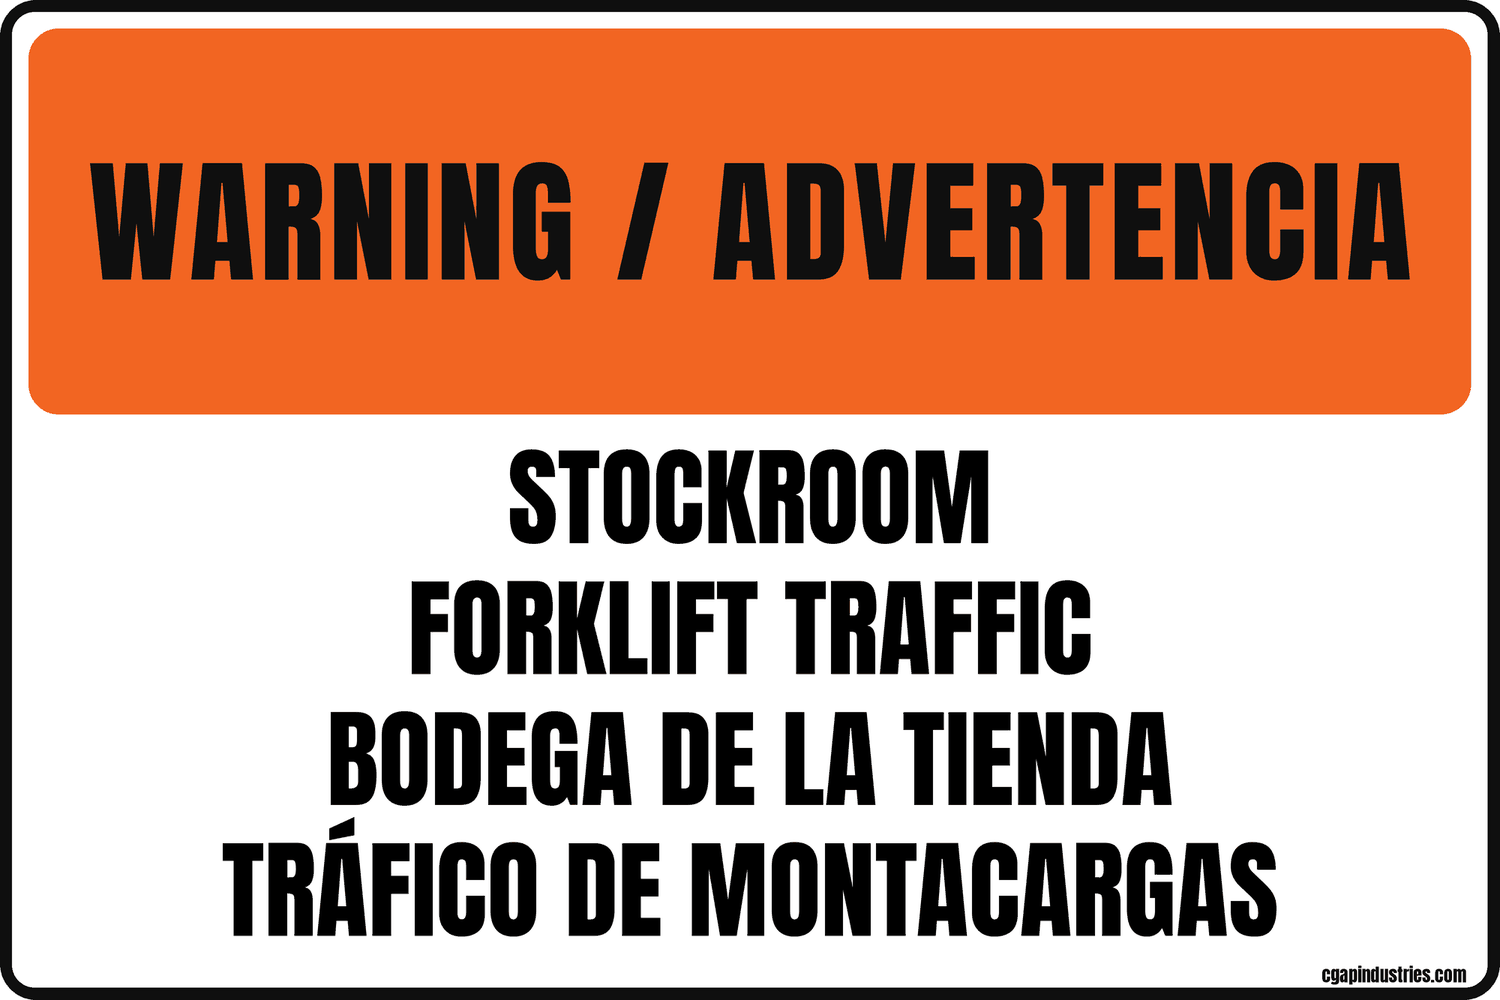 WARNING / ADVERTENCIA
STOCKROOM
FORKLIFT TRAFFIC
BODEGA DE LA TIENDA
TRÁFICO DE MONTACARGAS
cgapindustries.com